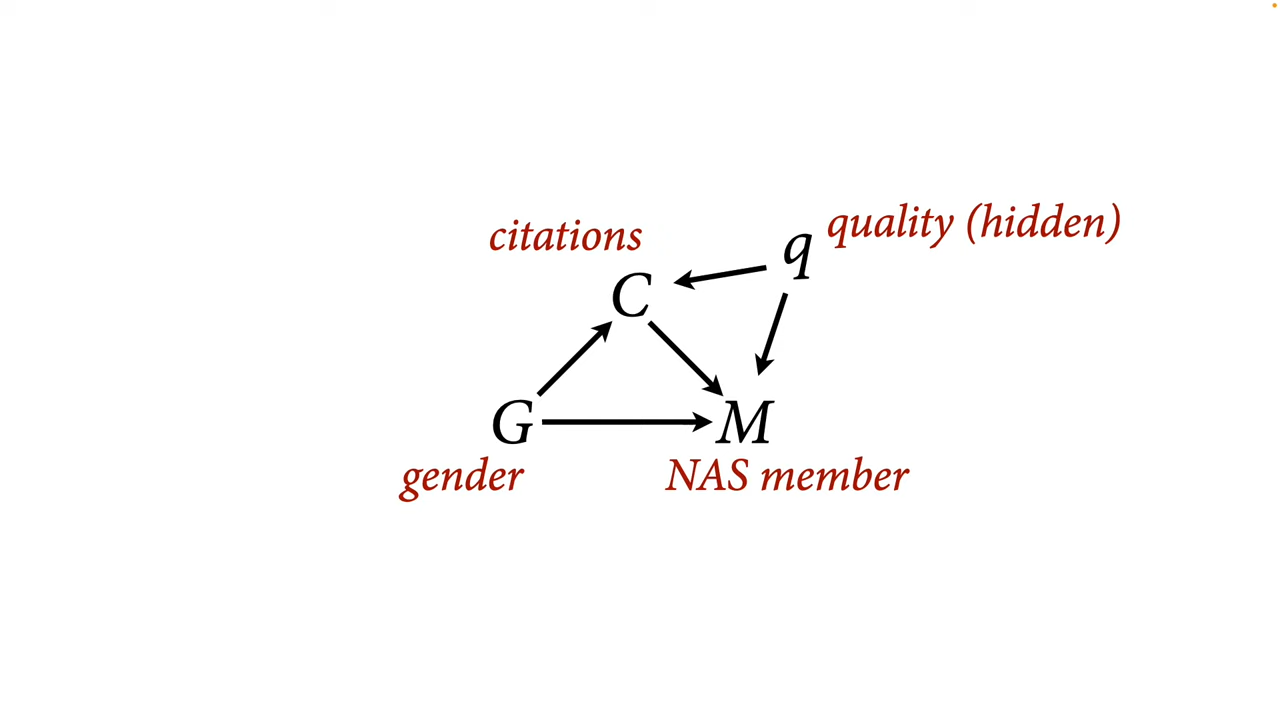 quality (hidden)
citations
q
C
G
M
gender
NAS member